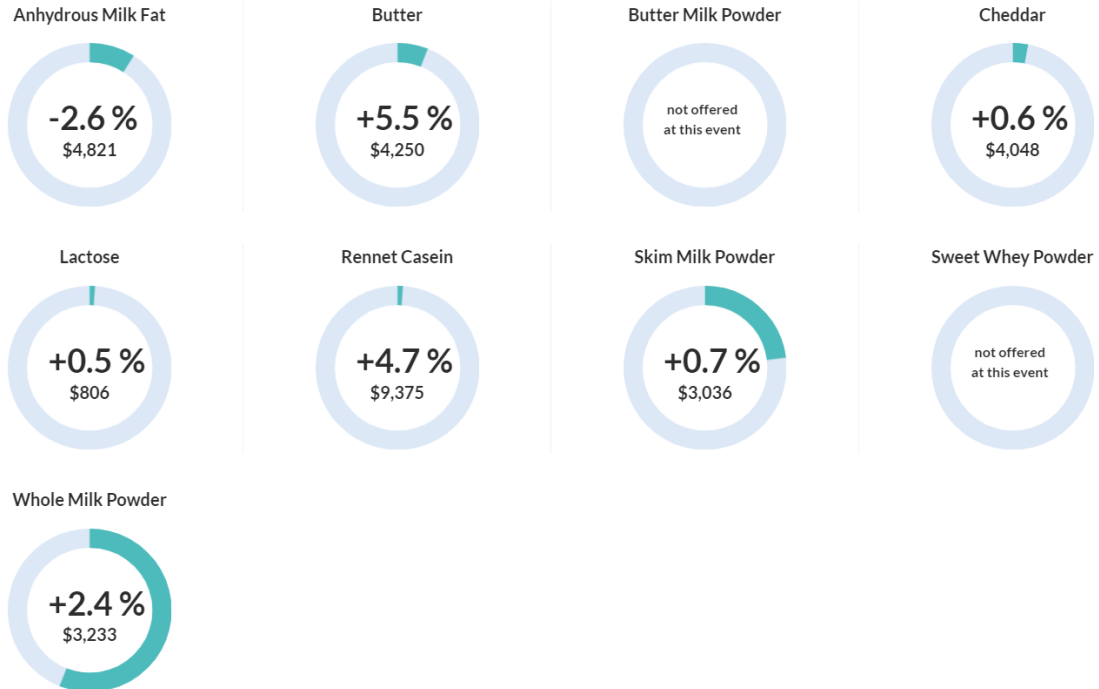 Anhydrous Milk Fat
-2.6 %
$4,821
Butter
+5.5 %
$4,250
Butter Milk Powder
not offered
at this event
Cheddar
+0.6 %
$4,048
Lactose
+0.5 %
$806
Rennet Casein
+4.7 %
$9,375
Skim Milk Powder
+0.7 %
$3,036
Sweet Whey Powder
not offered
at this event
Whole Milk Powder
+2.4 %
$3,233